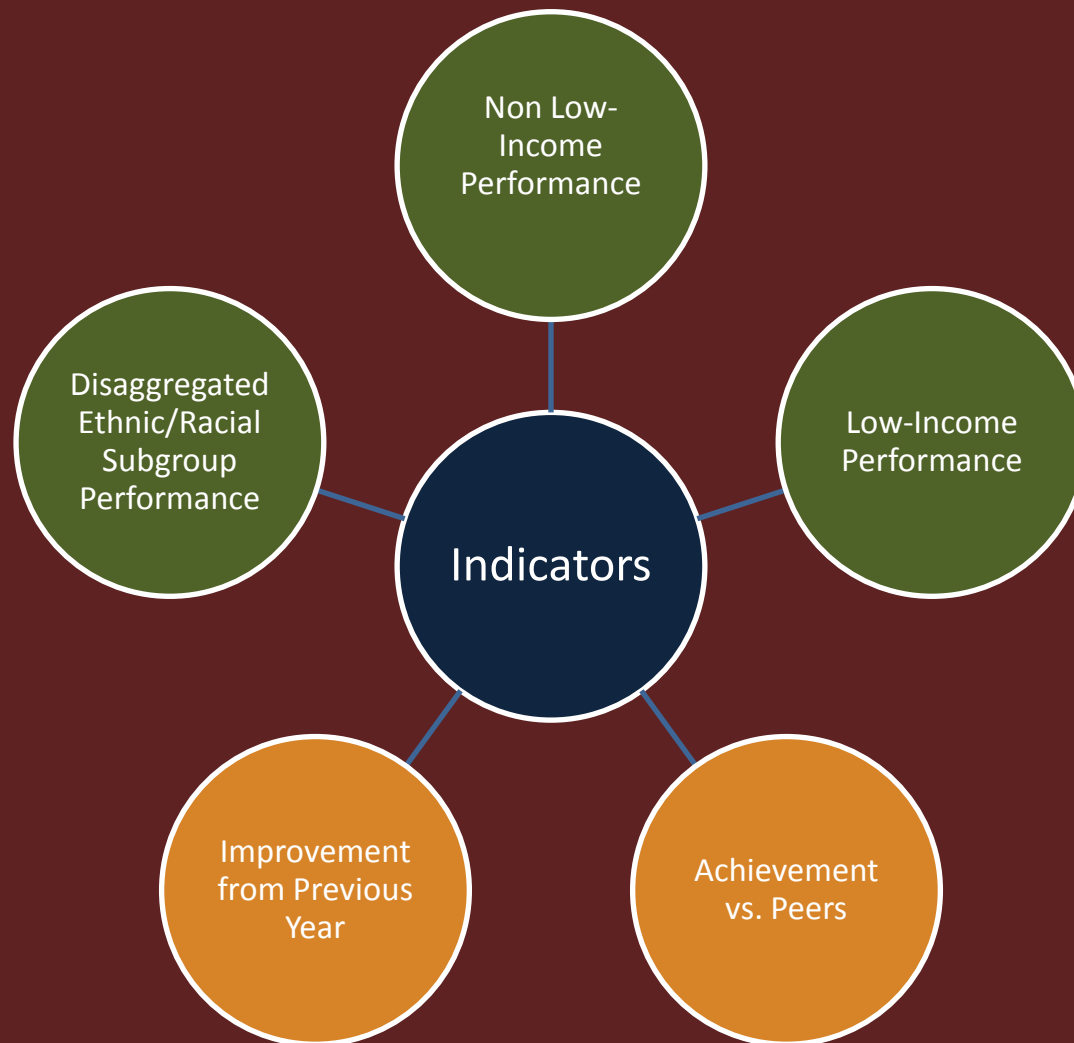 Non Low-
Income
Performance
Disaggregated
Ethnic/Racial
Subgroup
Performance
Low-Income
Performance
Indicators
Improvement
from Previous
Year
Achievement
vs. Peers